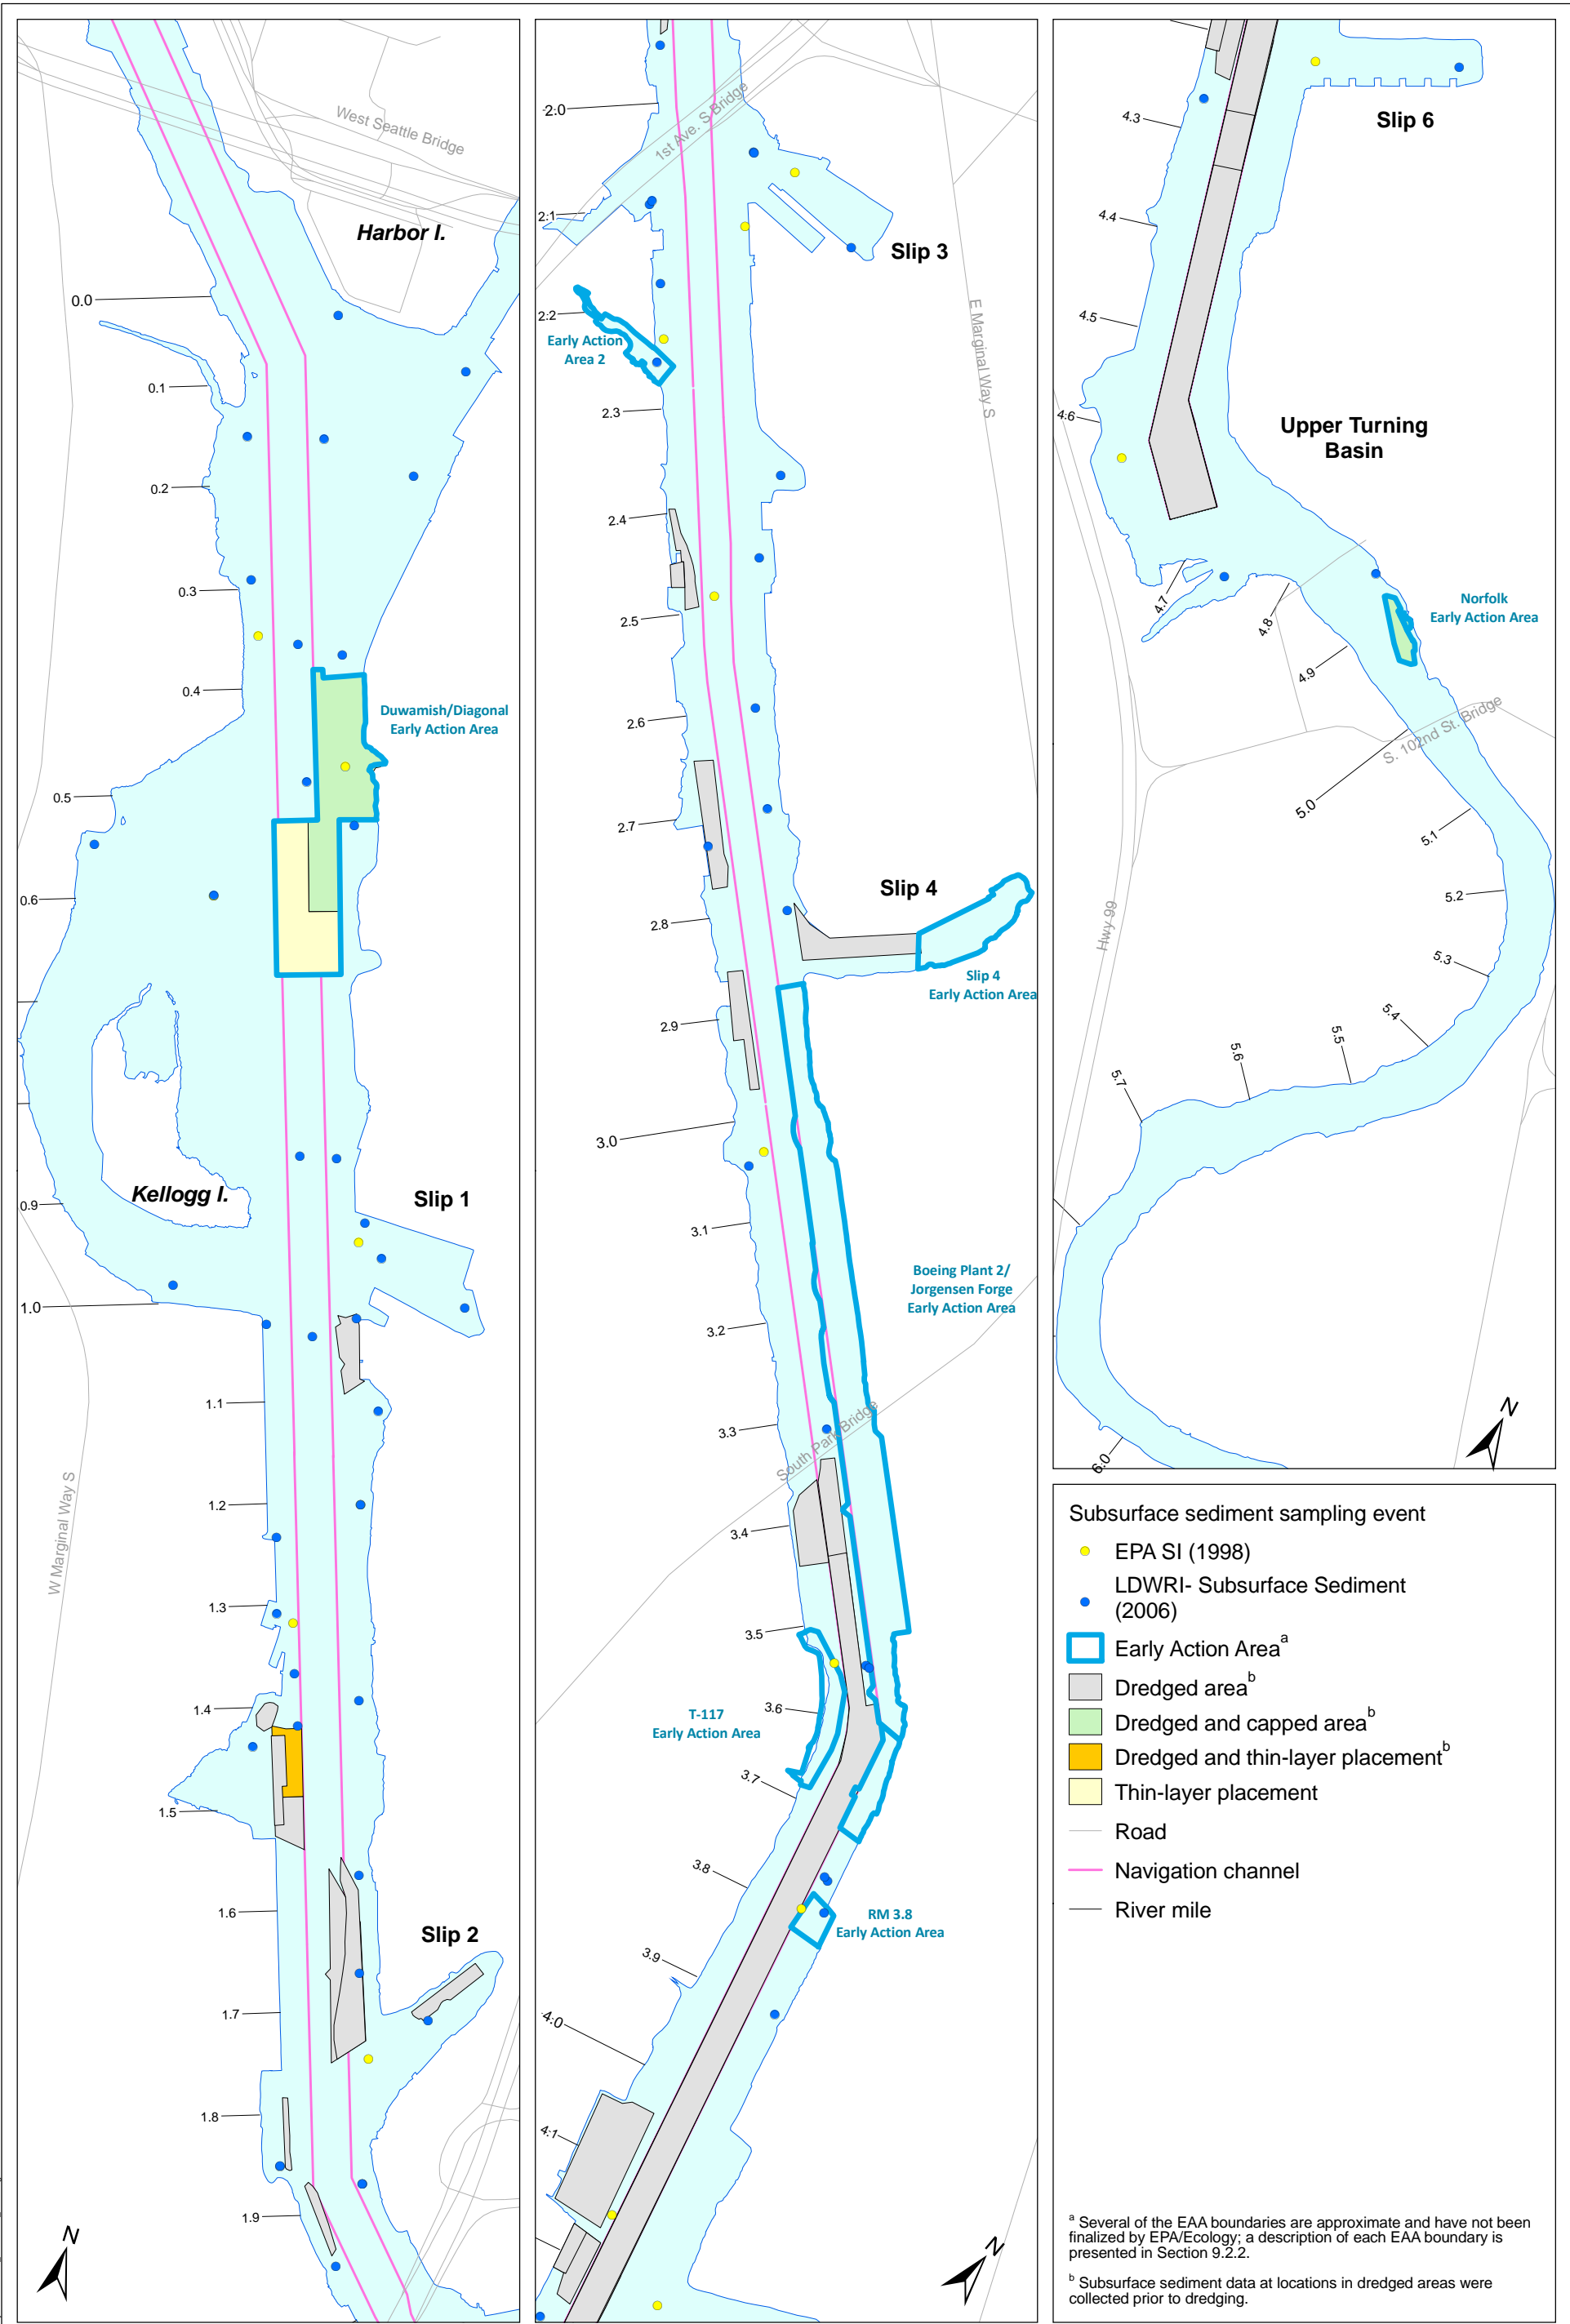 West Seattle Bridge
Harbor I.
0.0
0.1
0.2
0.3
0.4
Duwamish/Diagonal
Early Action Area
0.5
0.6
Kellogg I.
Slip 1
0.9
1.0
1.1
1.2
W Marginal Way S
1.3
1.4
1.5
1.6
Slip 2
1.7
1.8
1.9
N
2.0
1st Ave. S Bridge
2.1
Slip 3
2.2
Early Action
Area 2
E Marginal Way S
2.3
2.4
2.5
2.6
2.7
Slip 4
2.8
Slip 4
Early Action Area
2.9
3.0
3.1
Boeing Plant 2/
Jorgensen Forge
Early Action Area
3.2
3.3
South Park Bridge
3.4
3.5
3.6
T-117
Early Action Area
3.7
3.8
RM 3.8
Early Action Area
3.9
4.0
4.1
N
Slip 6
4.3
4.4
4.5
4.6
Upper Turning
Basin
4.7
4.8
Norfolk
Early Action Area
4.9
S. 102nd St. Bridge
5.0
5.1
5.2
Hwy 99
5.3
5.4
5.5
5.6
5.7
6.0
N
Subsurface sediment sampling event
EPA SI (1998)
LDWRI- Subsurface Sediment
(2006)
Early Action Area a
Dredged area b
Dredged and capped area b
Dredged and thin-layer placement b
Thin-layer placement
Road
Navigation channel
River mile
a Several of the EAA boundaries are approximate and have not been
finalized by EPA/Ecology; a description of each EAA boundary is
presented in Section 9.2.2.
b Subsurface sediment data at locations in dredged areas were
collected prior to dredging.